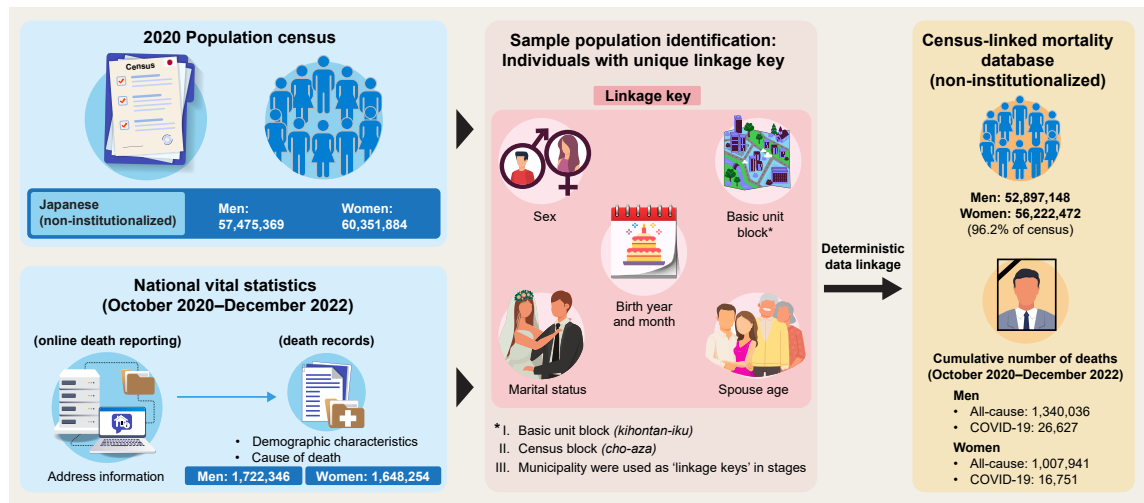 2020 Population census
Census
Japanese
(non-institutionalized)
Men:
57,475,369
Women:
60,351,884
National vital statistics
(October 2020–December 2022)
(online death reporting)
(death records)
• Demographic characteristics
• Cause of death
Address information
Men: 1,722,346
Women: 1,648,254
Sample population identification:
Individuals with unique linkage key
Linkage key
Sex
Basic unit
block*
Birth year
and month
Marital status
Spouse age
* I. Basic unit block (kihontan-iku)
II. Census block (cho-aza)
III. Municipality were used as ‘linkage keys’ in stages
Deterministic
data linkage
Census-linked mortality
database
(non-institutionalized)
Men: 52,897,148
Women: 56,222,472
(96.2% of census)
Cumulative number of deaths
(October 2020–December 2022)
Men
• All-cause: 1,340,036
• COVID-19: 26,627
Women
• All-cause: 1,007,941
• COVID-19: 16,751